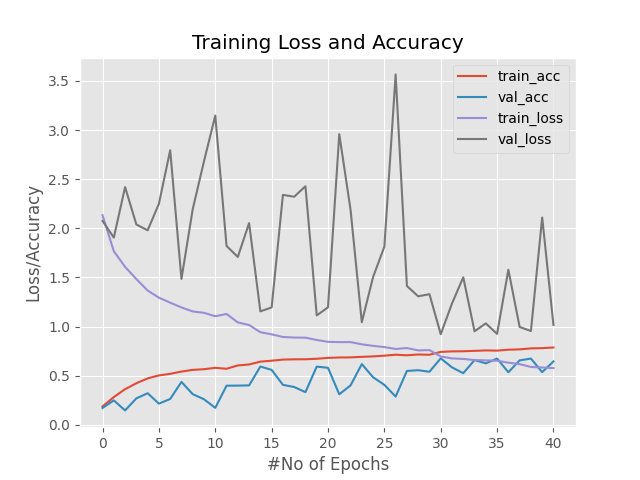 Training Loss and Accuracy
train_acc
val_acc
train_loss
val_loss
Loss/Accuracy
3.5
3.0
2.5
2.0
1.5
1.0
0.5
0.0
0 5 10 15 20 25 30 35 40
#No of Epochs